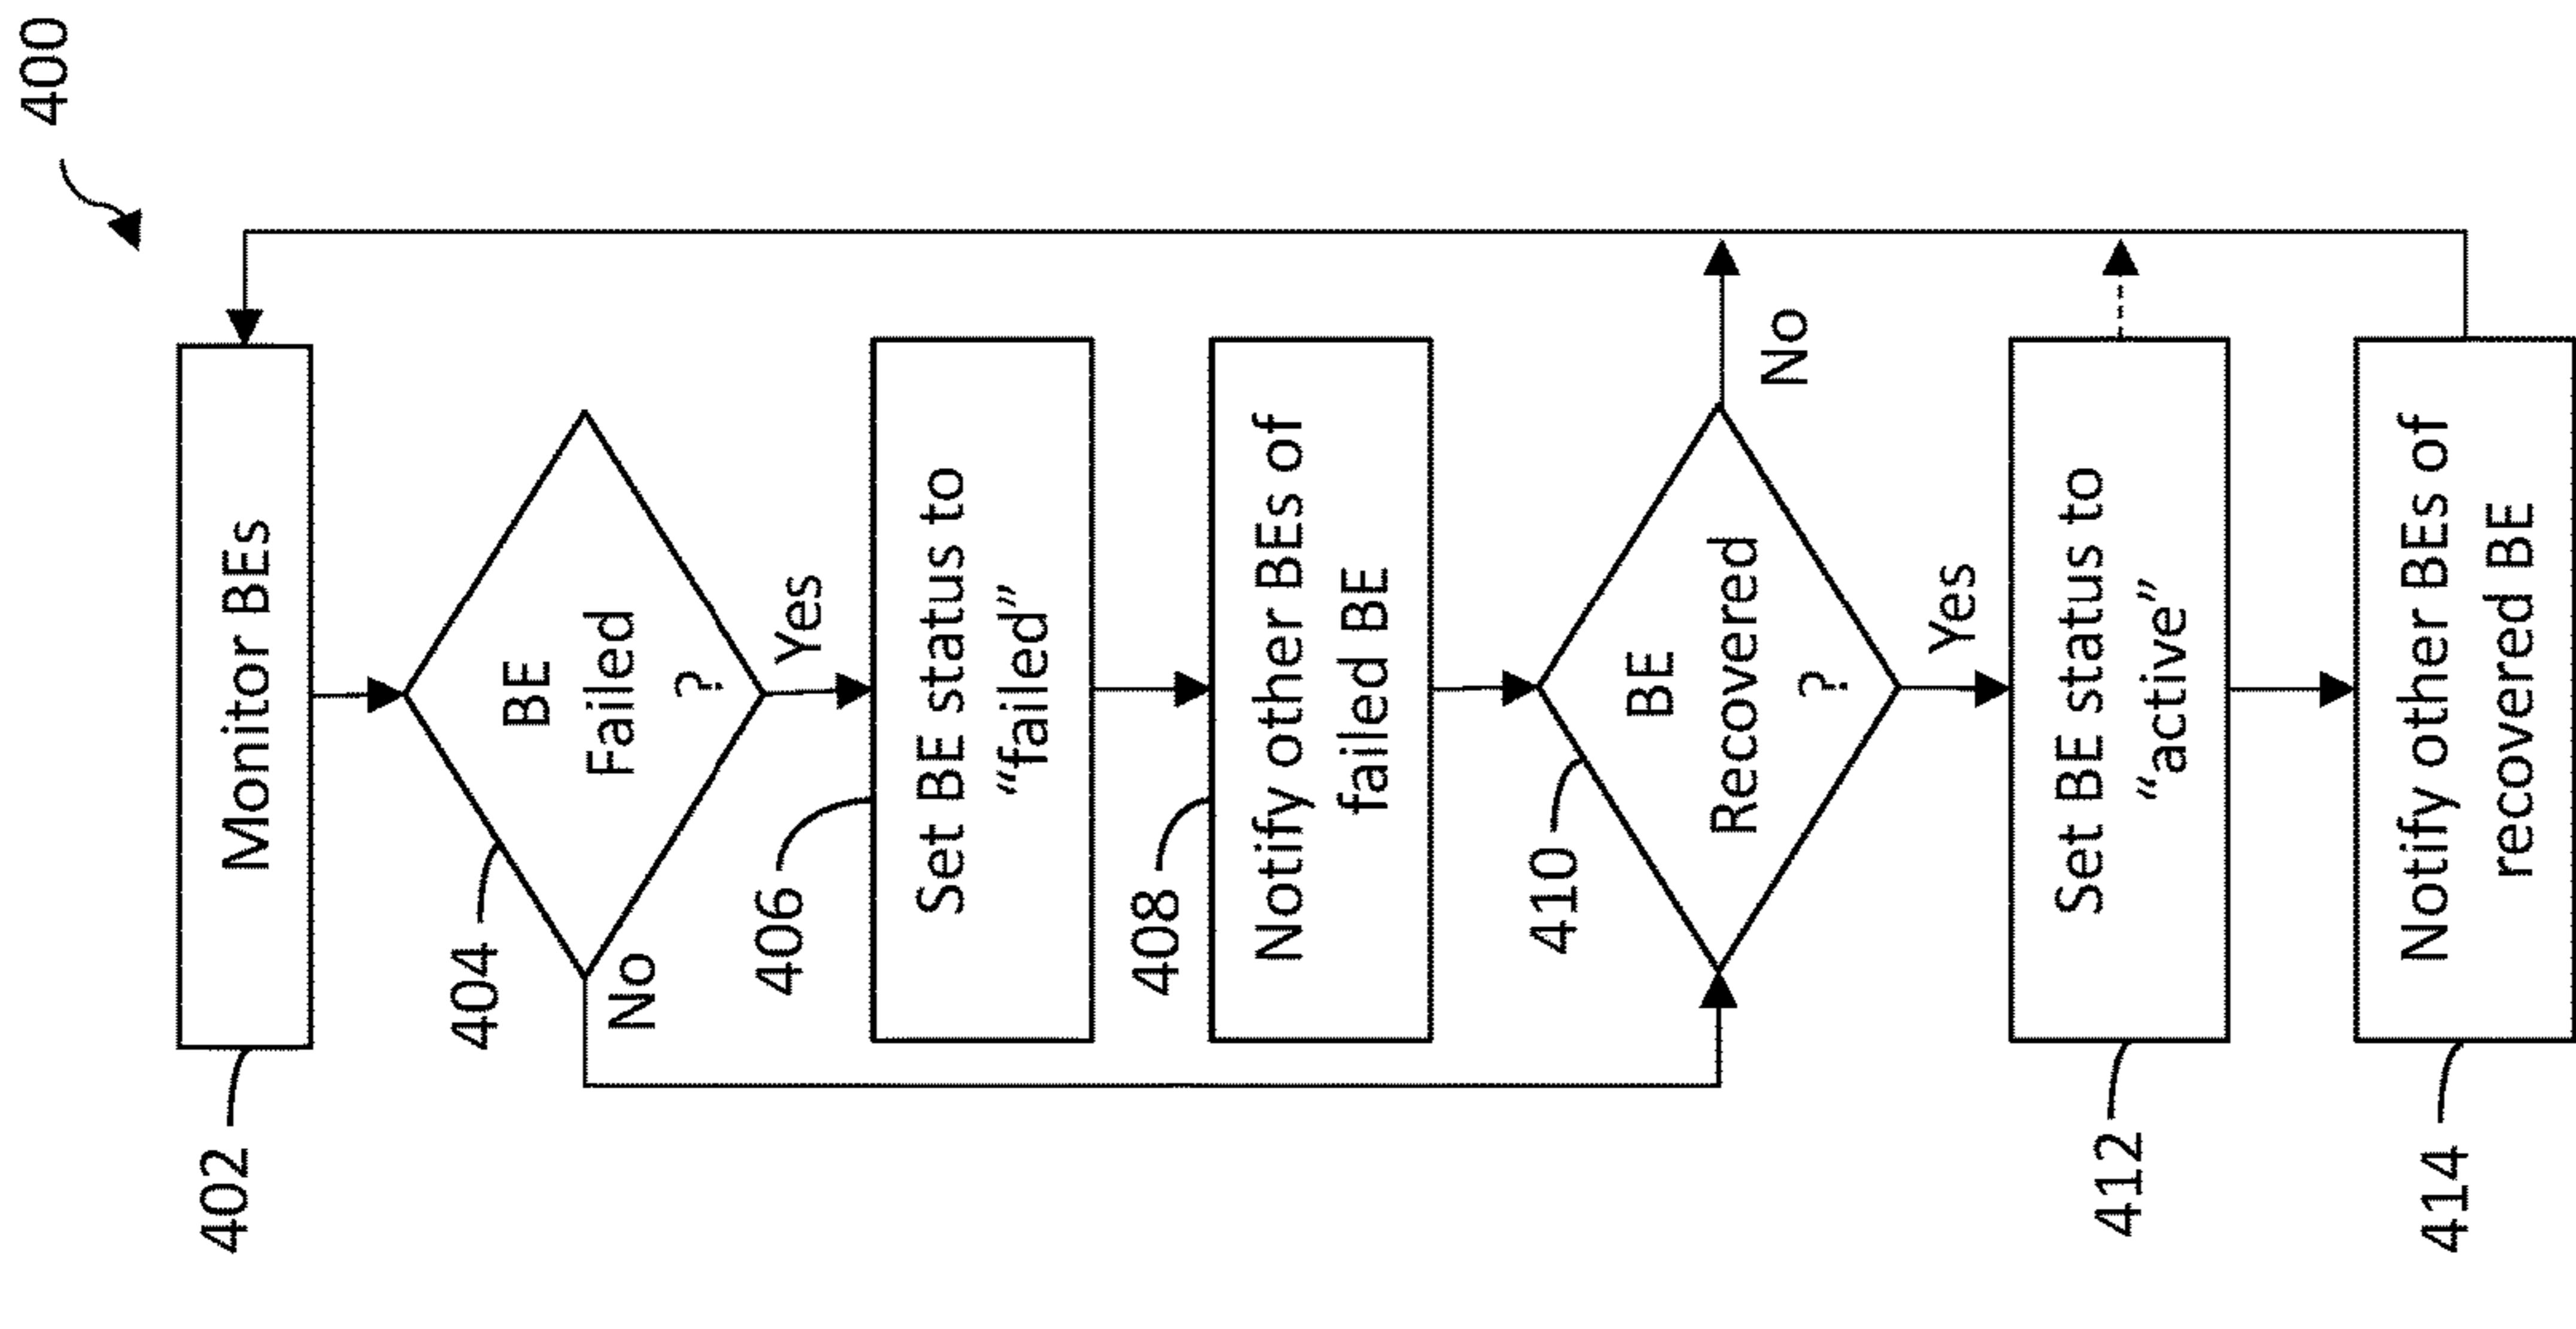 400
402
Monitor BEs
404
BE
Failed
?
No
Yes
406
Set BE status to
“failed”
408
Notify other BEs of
failed BE
410
BE
Recovered
?
No
Yes
412
Set BE status to
“active”
414
Notify other BEs of
recovered BE